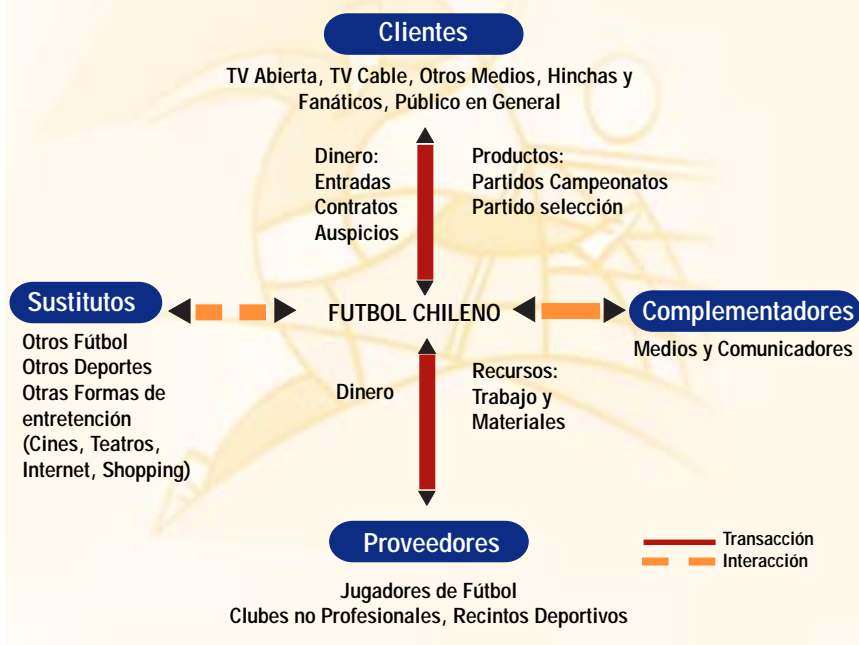 Clientes
TV Abierta, TV Cable, Otros Medios, Hinchas y
Fanáticos, Público en General
Dinero:
Entradas
Contratos
Auspicios
Productos:
Partidos Campeonatos
Partido selección
Sustitutos
Otros Fútbol
Otros Deportes
Otras Formas de
entretención
(Cines, Teatros,
Internet, Shopping)
FUTBOL CHILENO
Complementadores
Medios y Comunicadores
Dinero
Recursos:
Trabajo y
Materiales
Proveedores
Jugadores de Fútbol
Clubes no Profesionales, Recintos Deportivos
Transacción
Interacción